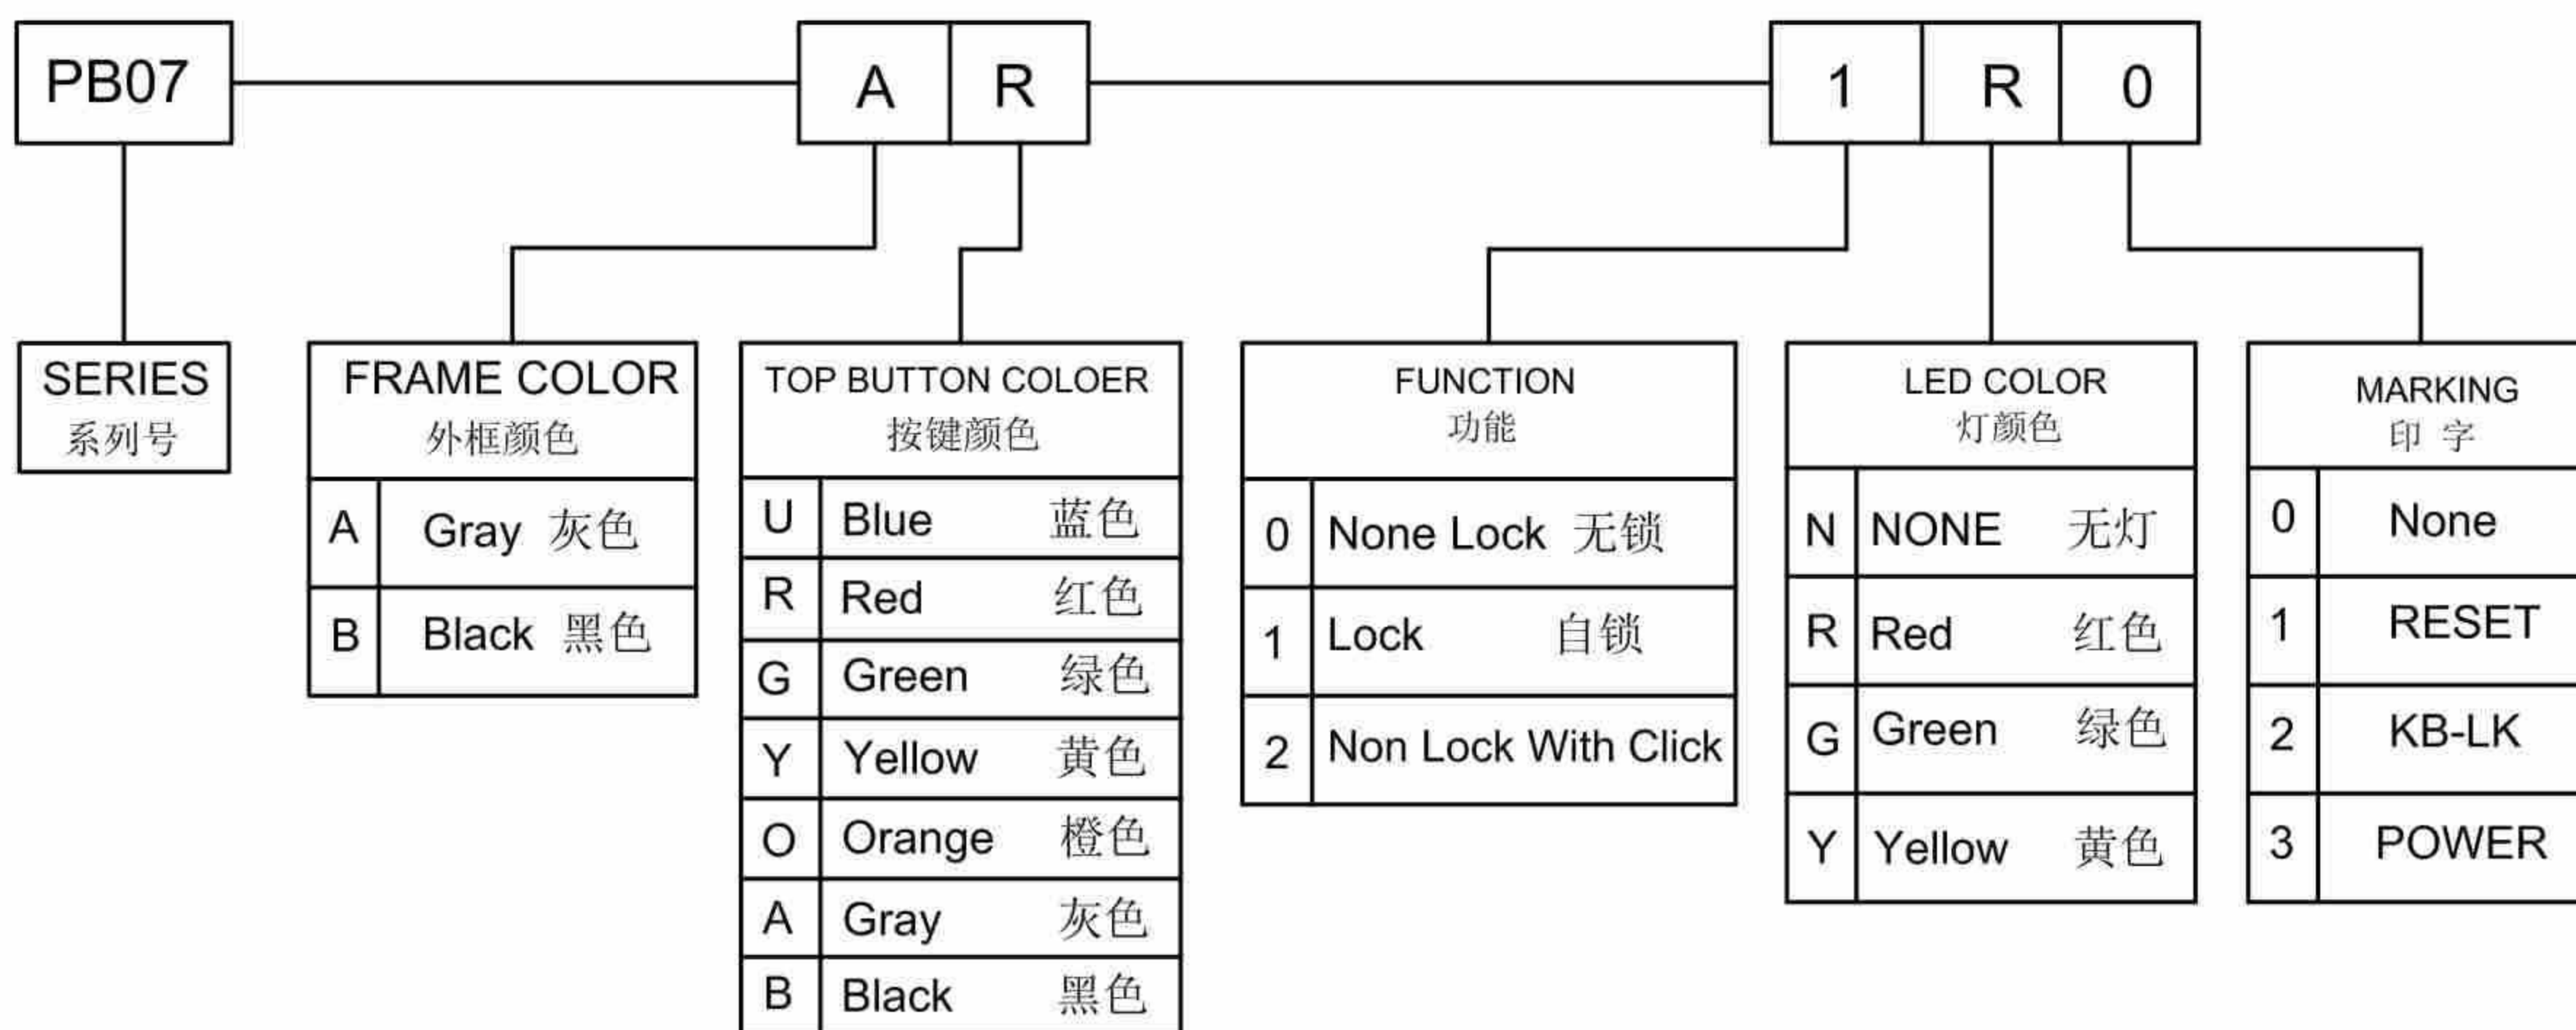 PB07 A R 1 R 0
SERIES
系列号
FRAME COLOR
外框颜色
A Gray 灰色
B Black 黑色
TOP BUTTON COLOER
按键颜色
U Blue 蓝色
R Red 红色
G Green 绿色
Y Yellow 黄色
O Orange 橙色
A Gray 灰色
B Black 黑色
FUNCTION
功能
0 None Lock 无锁
1 Lock 自锁
2 Non Lock With Click
LED COLOR
灯颜色
N NONE 无灯
R Red 红色
G Green 绿色
Y Yellow 黄色
MARKING
印 字
0 None
1 RESET
2 KB-LK
3 POWER